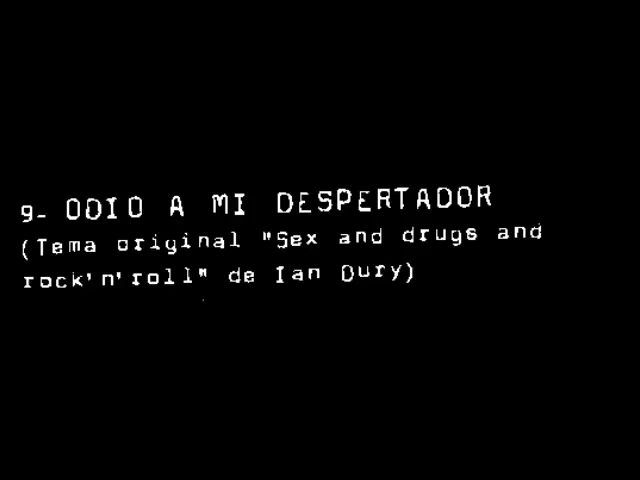 9- ODIO A MI DESPERTADOR
(Tema original "Sex and drugs and
rock'n'roll" de Ian Dury)